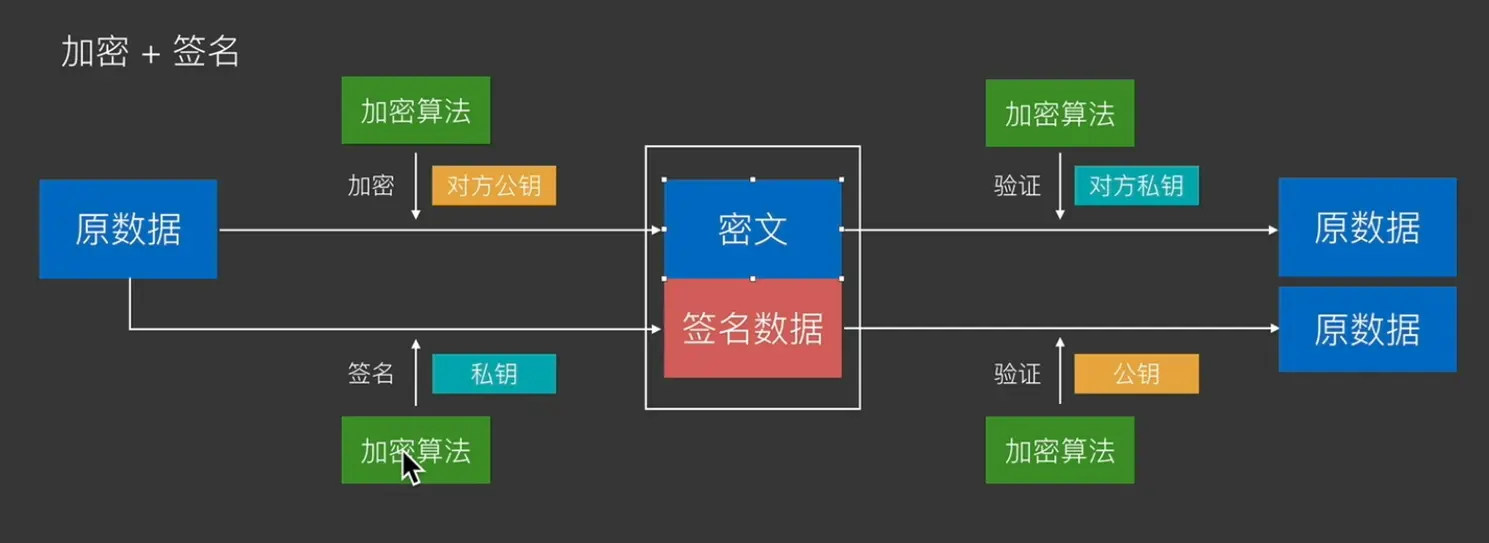 加密 + 签名
加密算法
加密算法
加密
对方公钥
验证
对方私钥
原数据
密文
原数据
签名数据
原数据
签名
私钥
验证
公钥
加密算法
加密算法